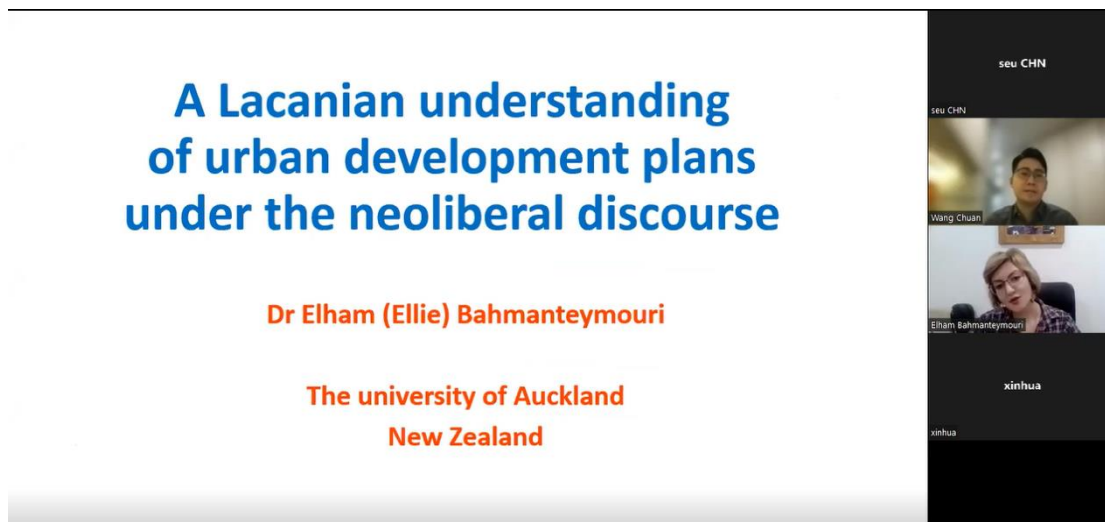 A Lacanian understanding
of urban development plans
under the neoliberal discourse
Dr Elham (Ellie) Bahmanteymouri
The university of Auckland
New Zealand
seu CHN
seu CHN
Wang Chuan
Elham Bahmanteymouri
xinhua
xinhua